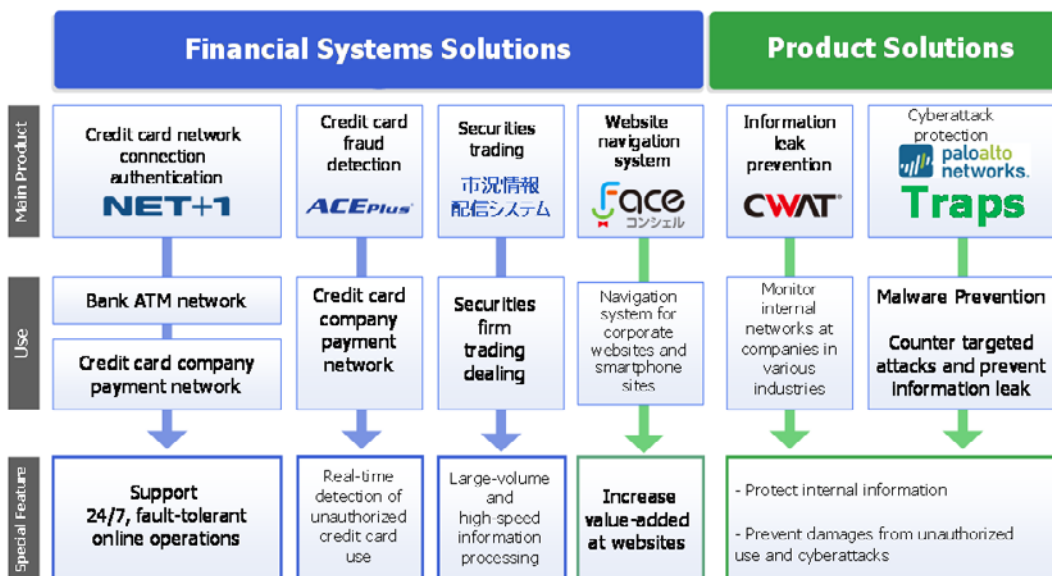 Financial Systems Solutions
Product Solutions
Main Product
Credit card network
connection
authentication
NET+1
Credit card
fraud
detection
ACEPlus®
Securities
trading
市況情報
配信システム
Website
navigation
system
Face
コンシェル
Information
leak
prevention
CWAT®
Cyberattack
protection
paloalto
networks.
Traps
Use
Bank ATM network
Credit card company
payment network
Credit card
company
payment
network
Securities
firm
trading
dealing
Navigation
system for
corporate
websites and
smartphone
sites
Monitor
internal
networks at
companies in
various
industries
Malware Prevention
Counter targeted
attacks and prevent
information leak
Special Feature
Support
24/7, fault-tolerant
online operations
Real-time
detection of
unauthorized
credit card
use
Large-volume
and
high-speed
information
processing
Increase
value-added
at websites
- Protect internal information
- Prevent damages from unauthorized
use and cyberattacks